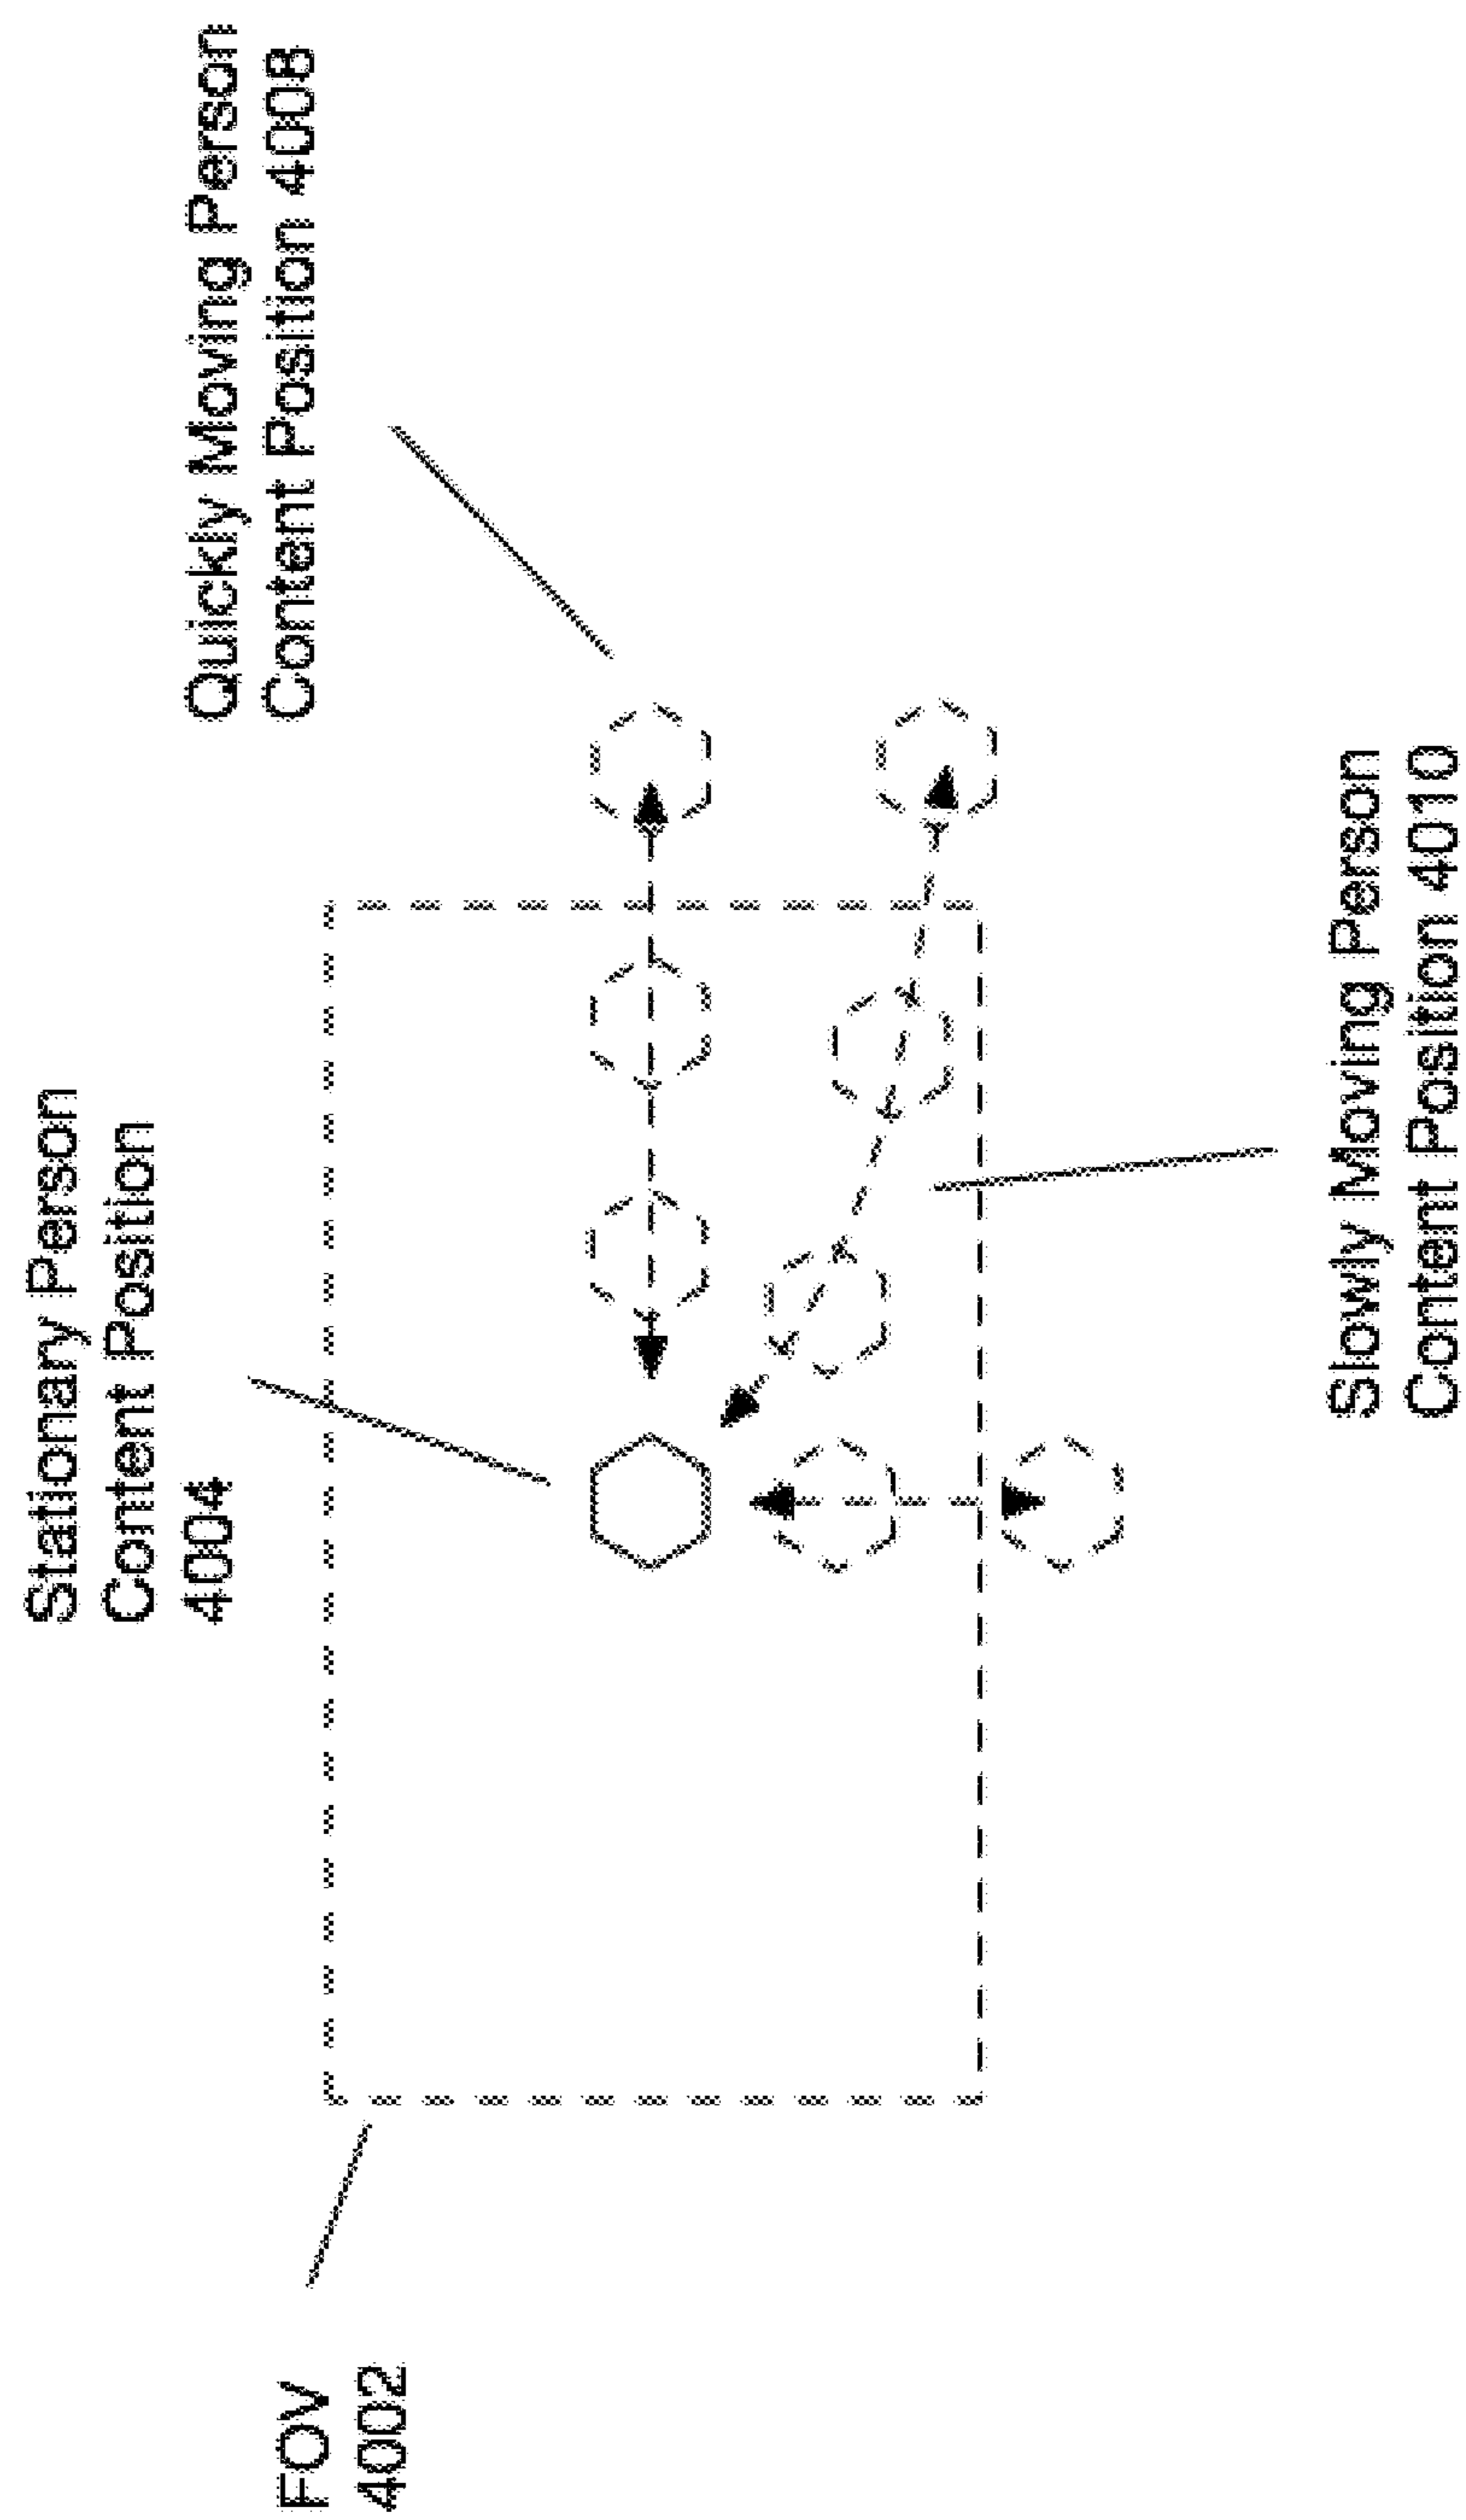 Stationary Person
Content Position
4004
Quickly Moving Person
Content Position 4008
FOV
4002
Slowly Moving Person
Content Position 4010